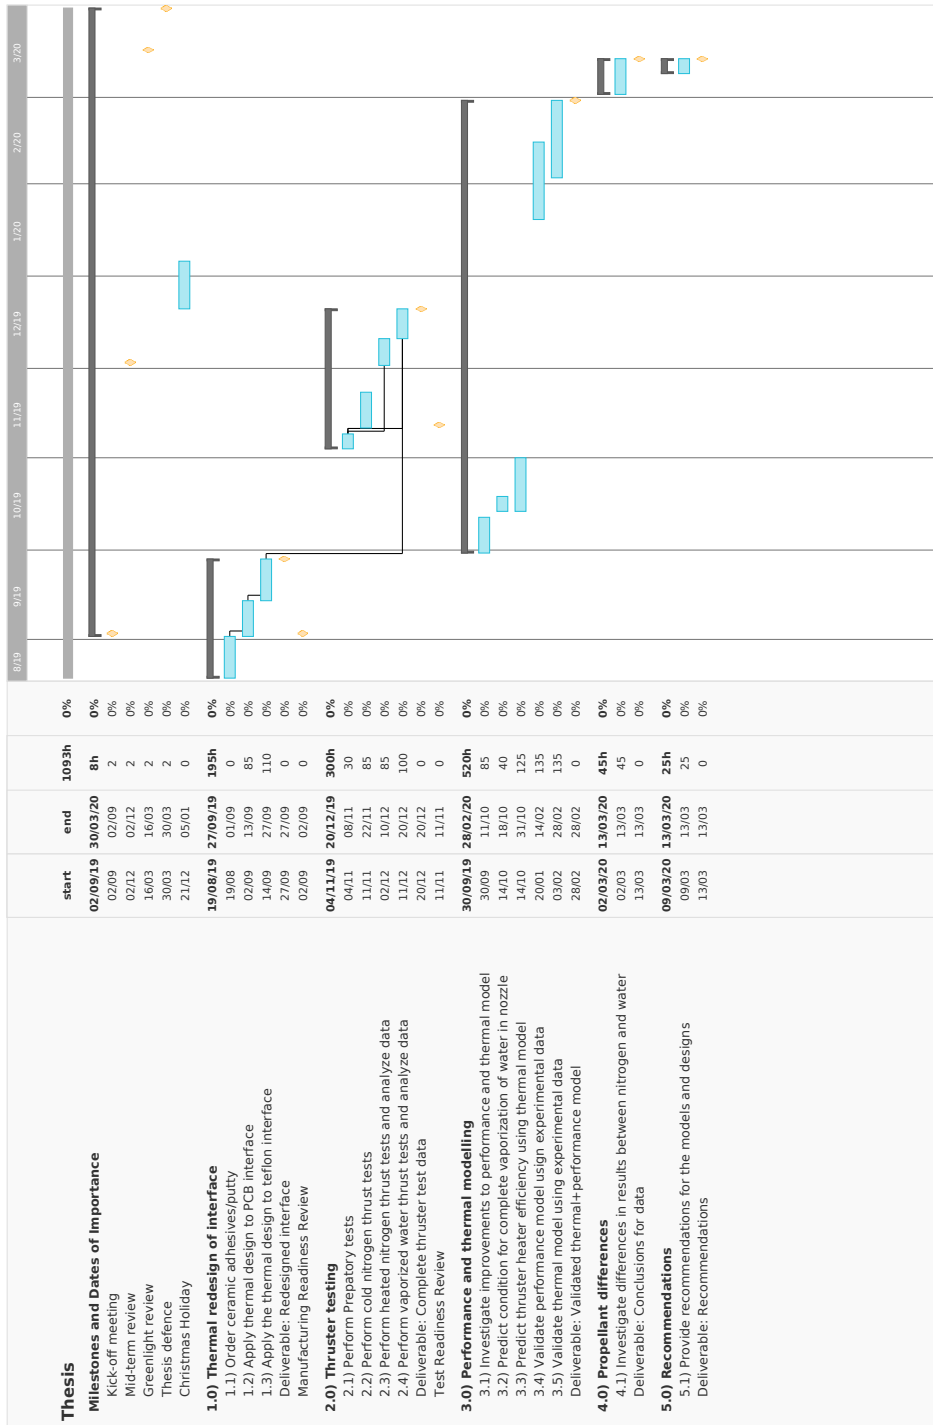 8/19 9/19 10/19 11/19 12/19 1/20 2/20 3/20
start end
Thesis 1093h 0%
Milestones and Dates of Importance 02/09/19 30/03/20 8h 0%
Kick-off meeting 02/09 02/09 2 0%
Mid-term review 02/12 02/12 2 0%
Greenlight review 16/03 16/03 2 0%
Thesis defence 30/03 30/03 2 0%
Christmas Holiday 21/12 05/01 0 0%
1.0) Thermal redesign of interface 19/08/19 27/09/19 195h 0%
1.1) Order ceramic adhesives/putty 19/08 01/09 0 0%
1.2) Apply thermal design to PCB interface 02/09 13/09 85 0%
1.3) Apply the thermal design to teflon interface 14/09 27/09 110 0%
Deliverable: Redesigned interface 27/09 27/09 0 0%
Manufacturing Readiness Review 02/09 02/09 0 0%
2.0) Thruster testing 04/11/19 20/12/19 300h 0%
2.1) Perform Prepatory tests 04/11 08/11 30 0%
2.2) Perform cold nitrogen thrust tests 11/11 22/11 85 0%
2.3) Perform heated nitrogen thrust tests and analyze data 02/12 10/12 85 0%
2.4) Perform vaporized water thrust tests and analyze data 11/12 20/12 100 0%
Deliverable: Complete thruster test data 20/12 20/12 0 0%
Test Readiness Review 11/11 11/11 0 0%
3.0) Performance and thermal modelling 30/09/19 28/02/20 520h 0%
3.1) Investigate improvements to performance and thermal model 30/09 11/10 85 0%
3.2) Predict condition for complete vaporization of water in nozzle 14/10 18/10 40 0%
3.3) Predict thruster heater efficiency using thermal model 14/10 31/10 125 0%
3.4) Validate performance model usign experimental data 20/01 14/02 135 0%
3.5) Validate thermal model using experimental data 03/02 28/02 135 0%
Deliverable: Validated thermal+performance model 28/02 28/02 0 0%
4.0) Propellant differences 02/03/20 13/03/20 45h 0%
4.1) Investigate differences in results between nitrogen and water 02/03 13/03 45 0%
Deliverable: Conclusions for data 13/03 13/03 0 0%
5.0) Recommendations 09/03/20 13/03/20 25h 0%
5.1) Provide recommendations for the models and designs 09/03 13/03 25 0%
Deliverable: Recommendations 13/03 13/03 0 0%